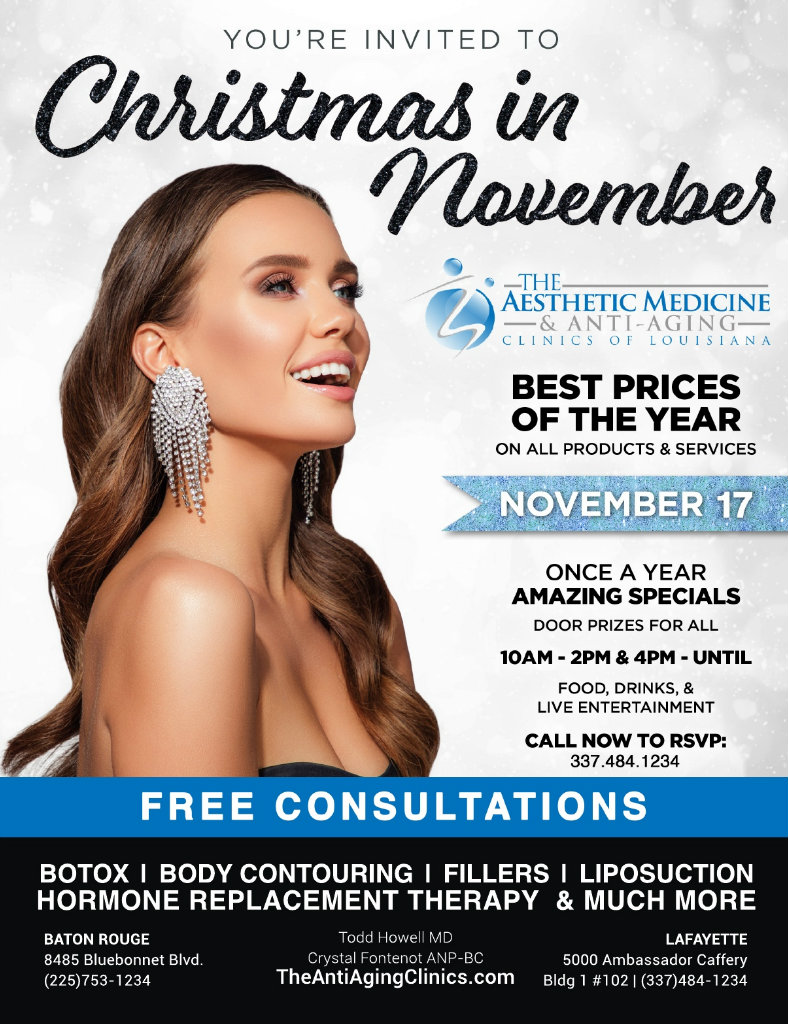 YOU'RE INVITED TO
Christmas in
November
THE
AESTHETIC MEDICINE
& ANTI-AGING
CLINICS OF LOUISIANA
BEST PRICES
OF THE YEAR
ON ALL PRODUCTS & SERVICES
NOVEMBER 17
ONCE A YEAR
AMAZING SPECIALS
DOOR PRIZES FOR ALL
10AM - 2PM & 4PM - UNTIL
FOOD, DRINKS, &
LIVE ENTERTAINMENT
CALL NOW TO RSVP:
337.484.1234
FREE CONSULTATIONS
BOTOX | BODY CONTOURING | FILLERS | LIPOSUCTION
HORMONE REPLACEMENT THERAPY & MUCH MORE
BATON ROUGE
8485 Bluebonnet Blvd.
(225)753-1234
Todd Howell MD
Crystal Fontenot ANP-BC
TheAntiAgingClinics.com
LAFAYETTE
5000 Ambassador Caffery
Bldg 1 #102 | (337)484-1234